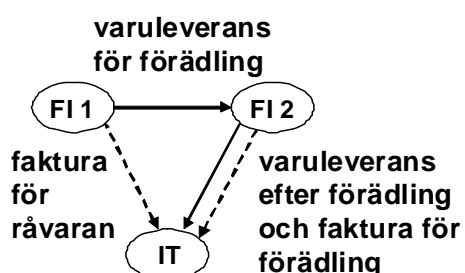 varuleverans
för förädling
FI 1
FI 2
faktura
för
råvaran
varuleverans
efter förädling
och faktura för
förädling
IT